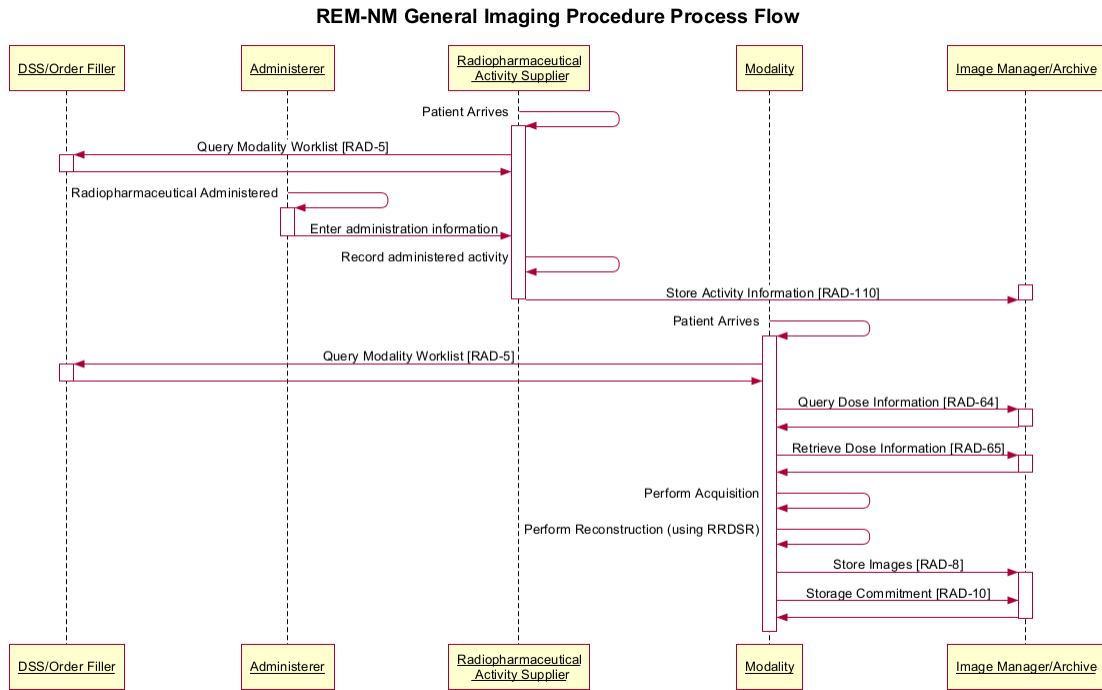 REM-NM General Imaging Procedure Process Flow
DSS/Order Filler
Administerer
Radiopharmaceutical
Activity Supplier
Modality
Image Manager/Archive
Patient Arrives
Query Modality Worklist [RAD-5]
Radiopharmaceutical Administered
Enter administration information
Record administered activity
Store Activity Information [RAD-110]
Patient Arrives
Query Modality Worklist [RAD-5]
Query Dose Information [RAD-64]
Retrieve Dose Information [RAD-65]
Perform Acquisition
Perform Reconstruction (using RRDSR)
Store Images [RAD-8]
Storage Commitment [RAD-10]
DSS/Order Filler
Administerer
Radiopharmaceutical
Activity Supplier
Modality
Image Manager/Archive